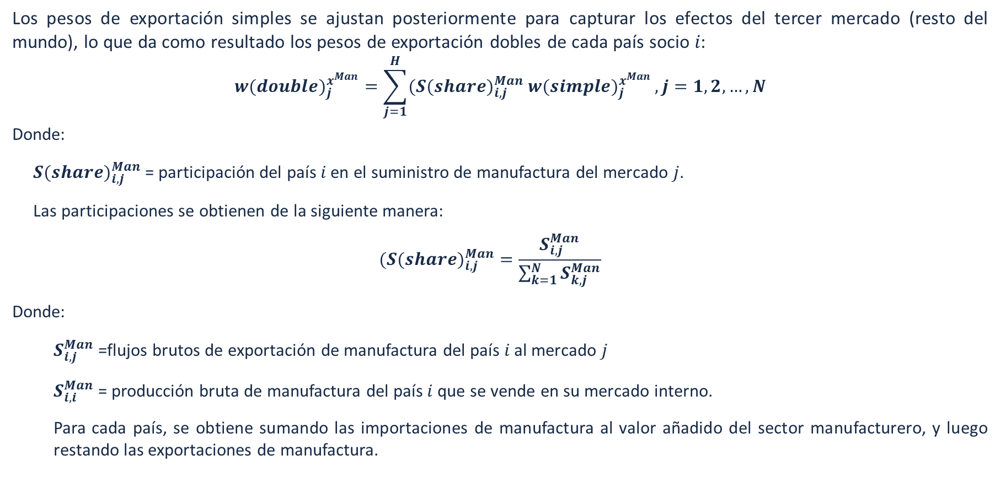 Los pesos de exportación simples se ajustan posteriormente para capturar los efectos del tercer mercado (resto del
mundo), lo que da como resultado los pesos de exportación dobles de cada país socio i:
w(double)_j^{x^{Man}} = \sum_{j=1}^{H} (S(share)_{i,j}^{Man} w(simple)_j^{x^{Man}}, j = 1, 2, …, N
Donde:
S(share)_{i,j}^{Man} = participación del país i en el suministro de manufactura del mercado j.
Las participaciones se obtienen de la siguiente manera:
(S(share)_{i,j}^{Man} = \frac{S_{i,j}^{Man}}{\sum_{k=1}^{N} S_{k,j}^{Man}}
Donde:
S_{i,j}^{Man} =flujos brutos de exportación de manufactura del país i al mercado j
S_{i,i}^{Man} = producción bruta de manufactura del país i que se vende en su mercado interno.
Para cada país, se obtiene sumando las importaciones de manufactura al valor añadido del sector manufacturero, y luego
restando las exportaciones de manufactura.